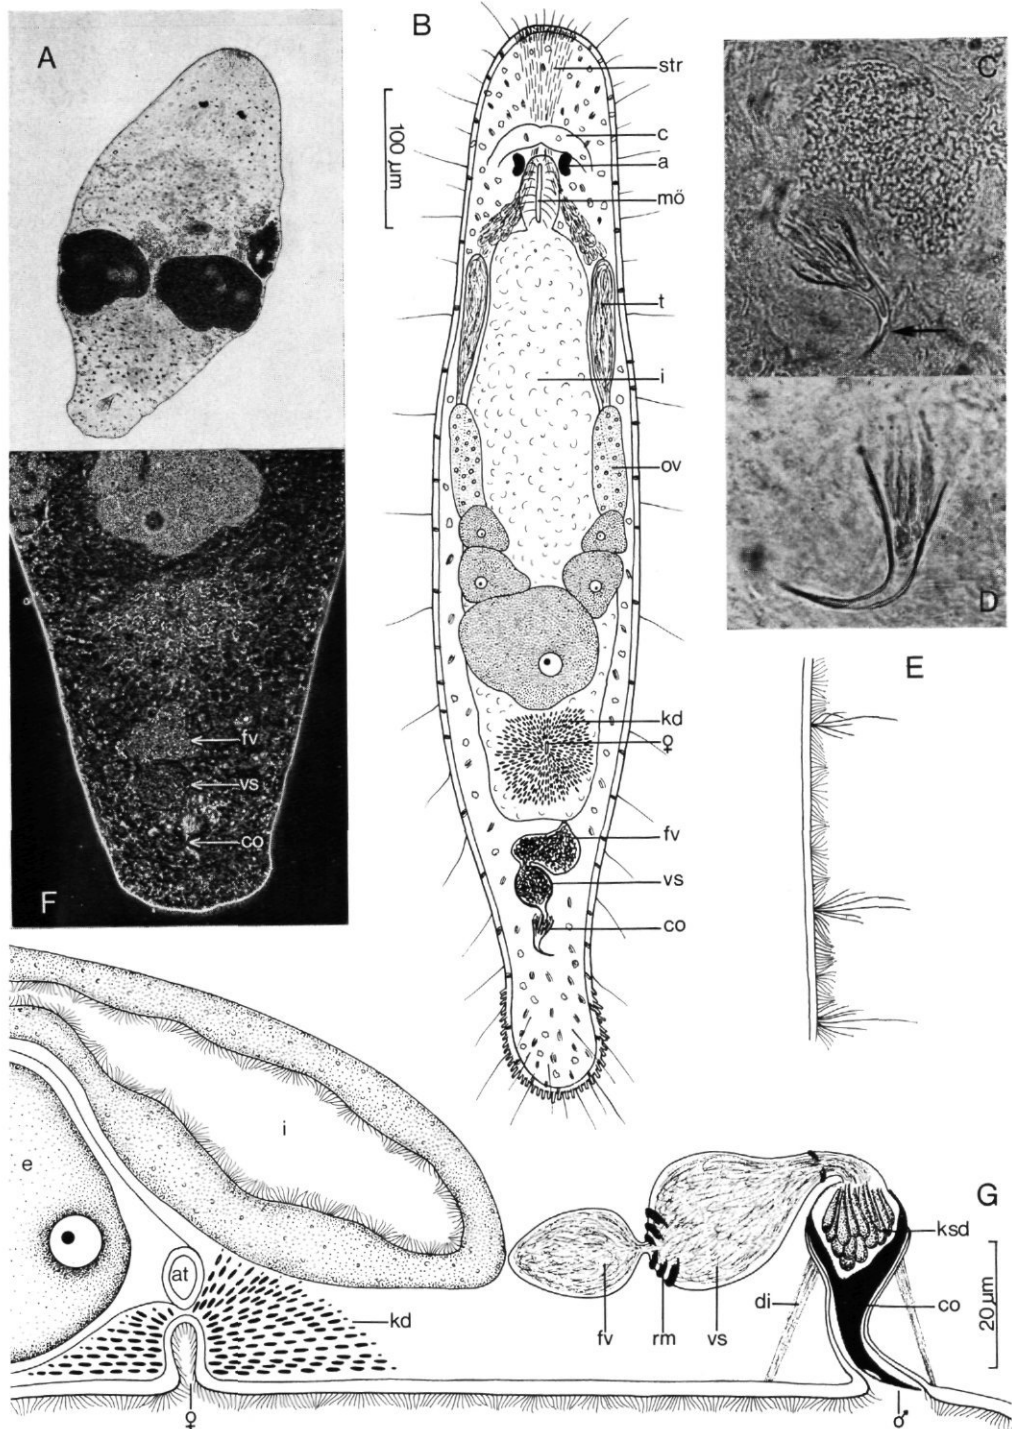 A
B
C
D
E
F
G
100 µm
str
c
a
mö
t
i
ov
kd
♀
fv
vs
co
fv
vs
co
e
i
at
kd
♀
fv
rm
vs
di
ksd
co
♂
20 µm